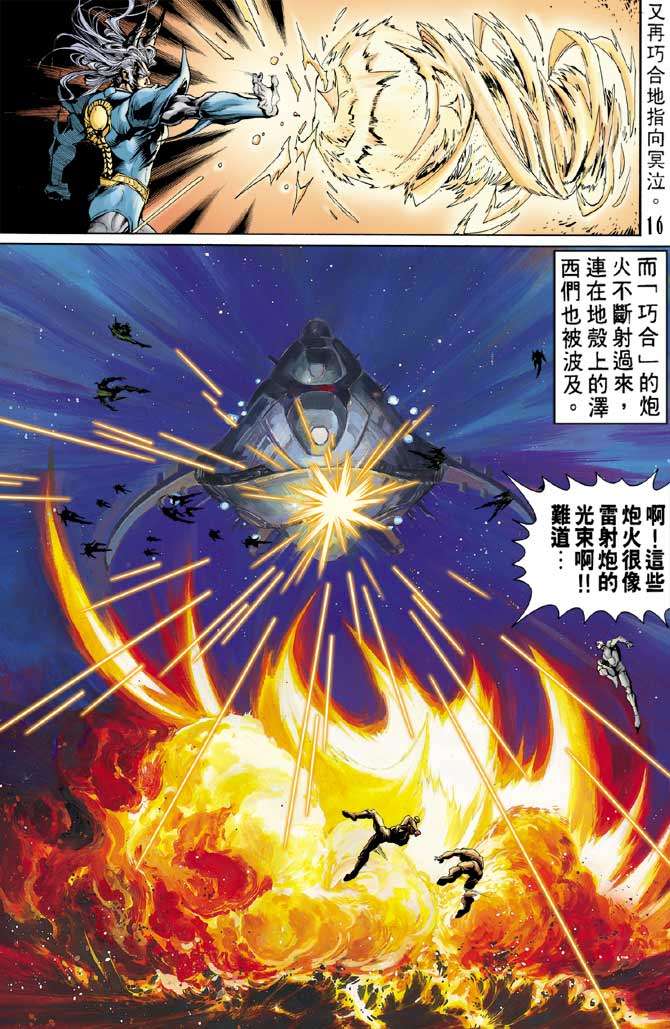 又再巧合地指向冥泣。
16
而「巧合」的炮
火不斷射過來，
連在地殼上的澤
西們也被波及。
啊！這些
炮火很像
雷射炮的
光束啊!!
難道…